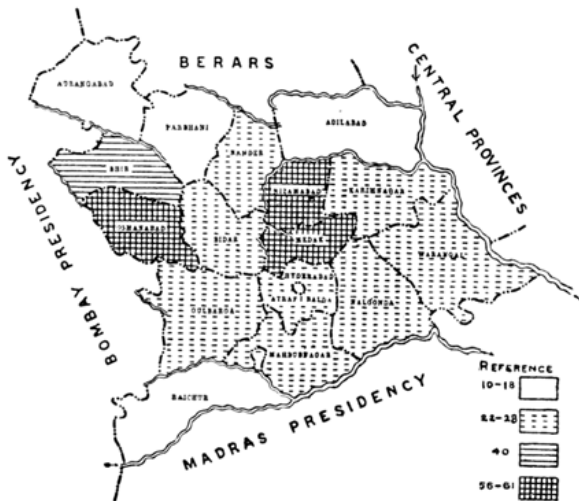 BERARS
CENTRAL PROVINCES
AURANGABAD
PARBHANI
ADILABAD
NANDER
BHIR
NIZAMABAD
KARIMNAGAR
OSMANABAD
BIDAR
MEDAK
WARANGAL
HYDERABAD
ATRAF I BALDA
GULBARGA
NALGONDA
MAHBUBNAGAR
RAICHUR
BOMBAY PRESIDENCY
MADRAS PRESIDENCY
REFERENCE
10-18
22-28
40
56-61